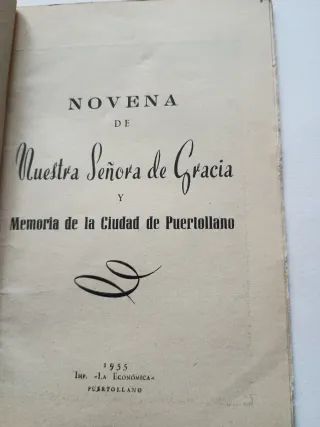 NOVENA
DE
Nuestra Señora de Gracia
Y
Memoria de la Ciudad de Puertollano
1955
IMP. «LA ECONÓMICA»
PUERTOLLANO